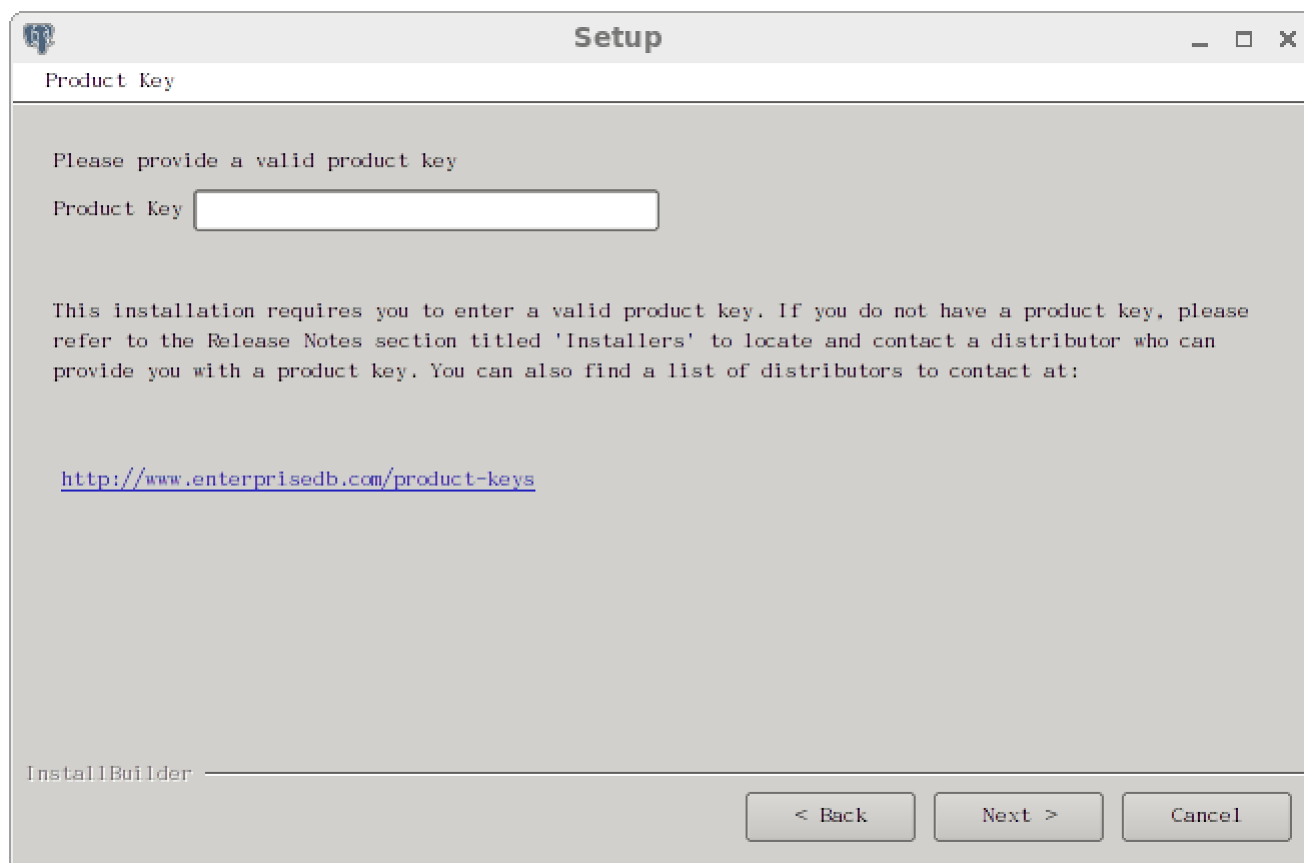 Setup
Product Key
Please provide a valid product key
Product Key
This installation requires you to enter a valid product key. If you do not have a product key, please
refer to the Release Notes section titled 'Installers' to locate and contact a distributor who can
provide you with a product key. You can also find a list of distributors to contact at:
http://www.enterprisedb.com/product-keys
InstallBuilder
< Back
Next >
Cancel